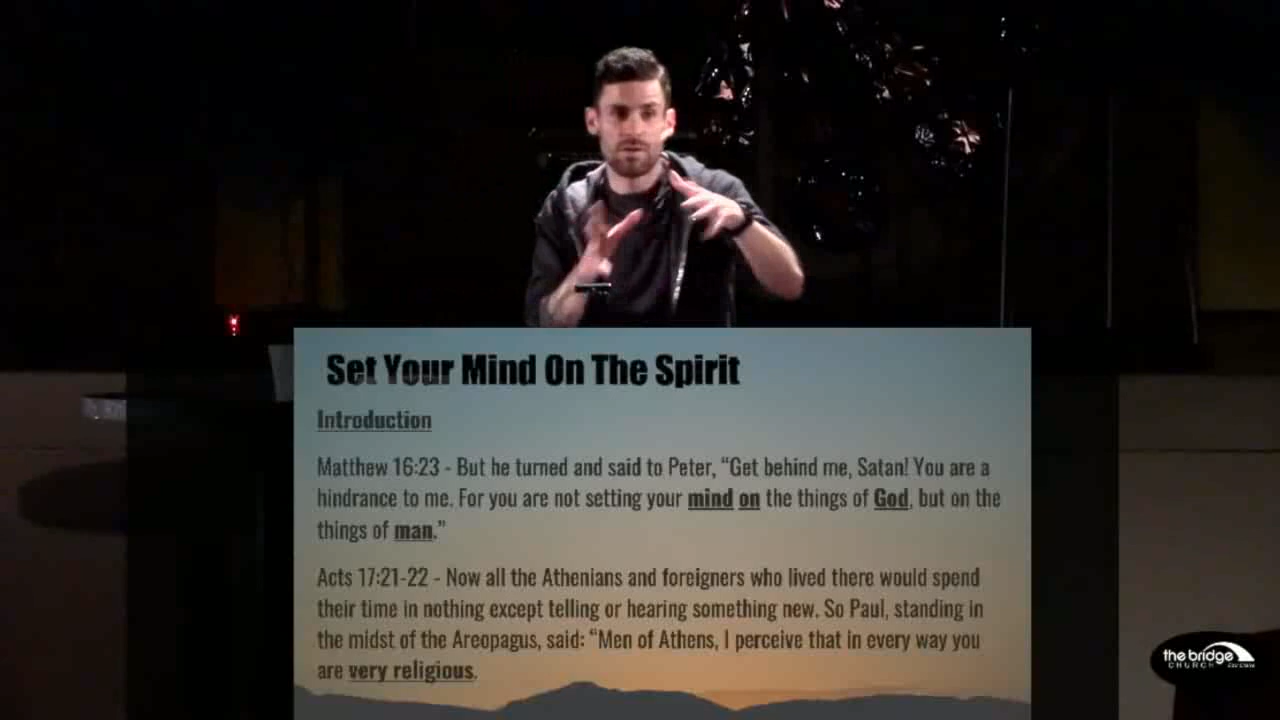 Set Your Mind On The Spirit
Introduction
Matthew 16:23 - But he turned and said to Peter, “Get behind me, Satan! You are a
hindrance to me. For you are not setting your mind on the things of God, but on the
things of man.”
Acts 17:21-22 - Now all the Athenians and foreigners who lived there would spend
their time in nothing except telling or hearing something new. So Paul, standing in
the midst of the Areopagus, said: “Men of Athens, I perceive that in every way you
are very religious.
the bridge
CHURCH